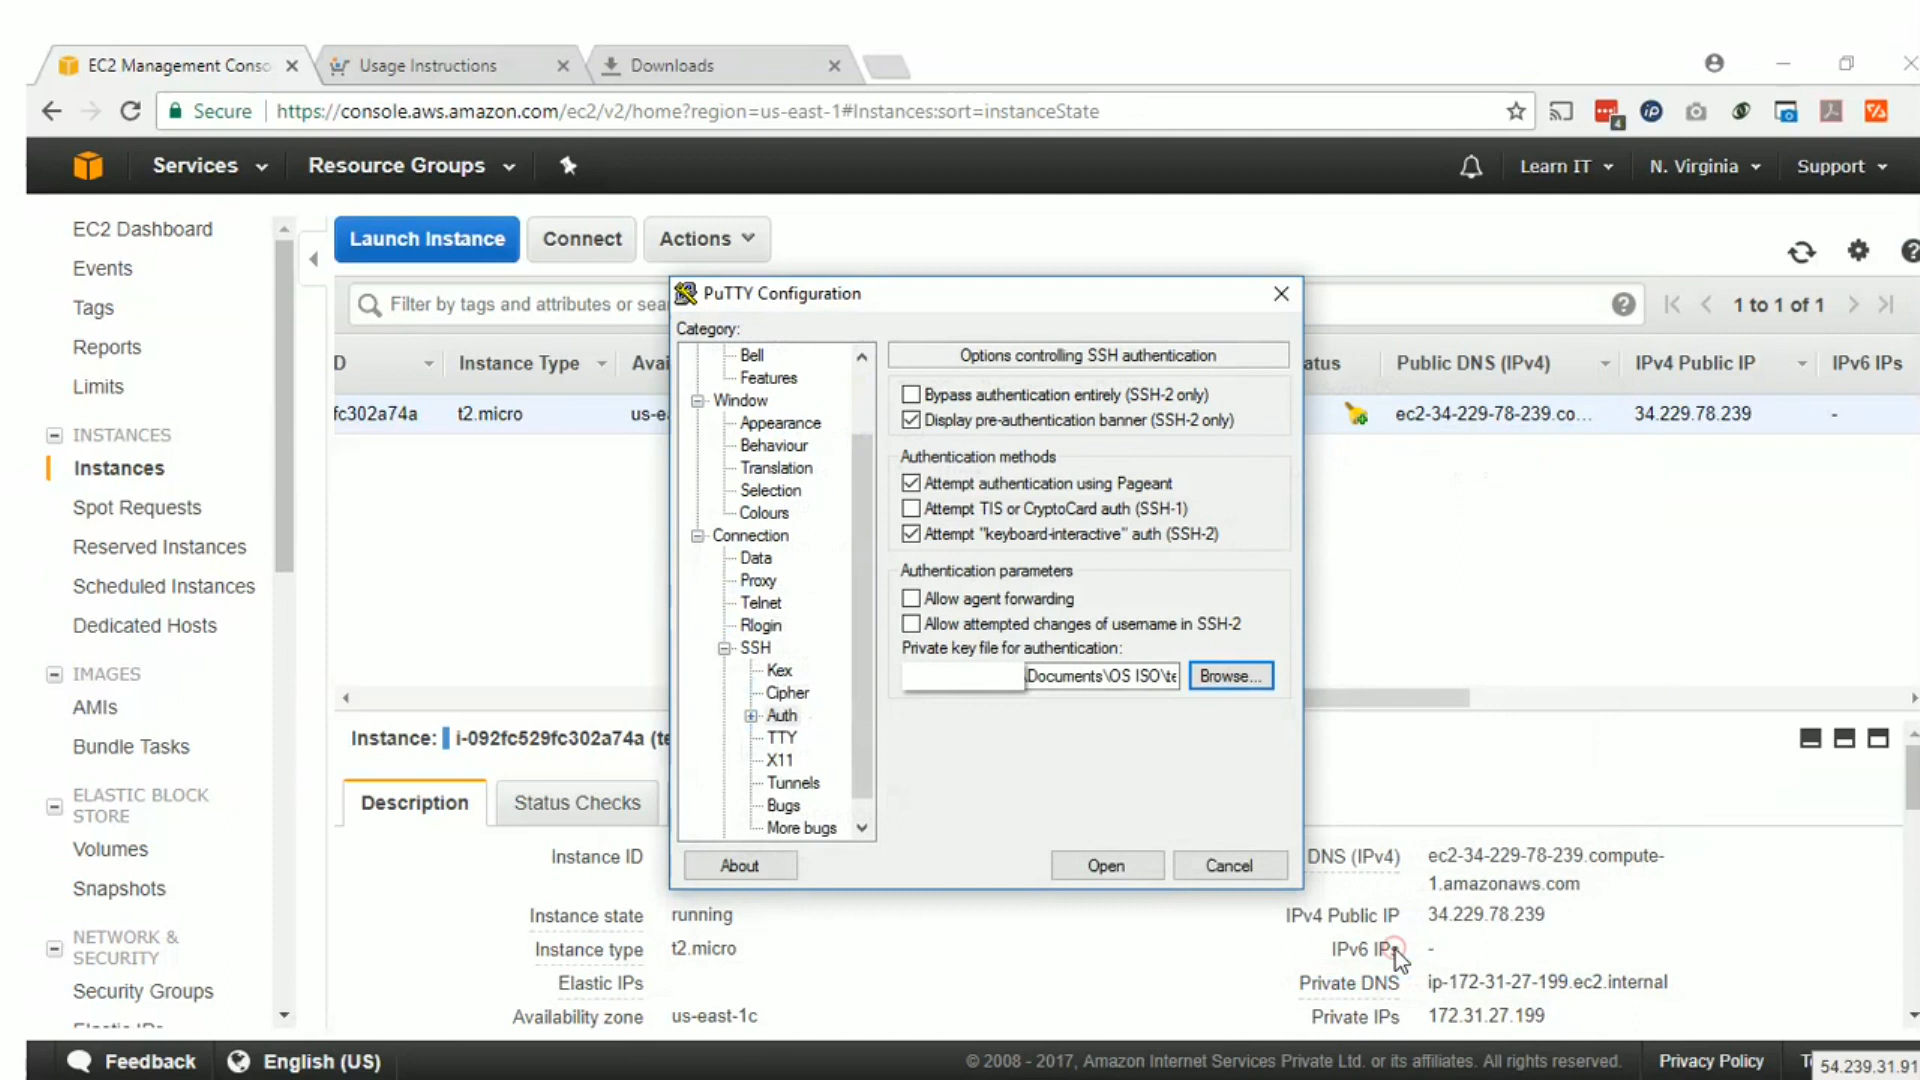 EC2 Management Conso
Usage Instructions
Downloads
Secure
https://console.aws.amazon.com/ec2/v2/home?region=us-east-1#Instances:sort=instanceState
4
Services
Resource Groups
Learn IT
N. Virginia
Support
EC2 Dashboard
Events
Tags
Reports
Limits
INSTANCES
Instances
Spot Requests
Reserved Instances
Scheduled Instances
Dedicated Hosts
IMAGES
AMIs
Bundle Tasks
ELASTIC BLOCK
STORE
Volumes
Snapshots
NETWORK &
SECURITY
Security Groups
Elastic IPs
Launch Instance
Connect
Actions
Filter by tags and attributes or sea
1 to 1 of 1
D
Instance Type
Avai
atus
Public DNS (IPv4)
IPv4 Public IP
IPv6 IPs
fc302a74a
t2.micro
us-ea
ec2-34-229-78-239.co...
34.229.78.239
-
PuTTY Configuration
Category:
Bell
Features
Window
Appearance
Behaviour
Translation
Selection
Colours
Connection
Data
Proxy
Telnet
Rlogin
SSH
Kex
Cipher
Auth
TTY
X11
Tunnels
Bugs
More bugs
Options controlling SSH authentication
Bypass authentication entirely (SSH-2 only)
Display pre-authentication banner (SSH-2 only)
Authentication methods
Attempt authentication using Pageant
Attempt TIS or CryptoCard auth (SSH-1)
Attempt "keyboard-interactive" auth (SSH-2)
Authentication parameters
Allow agent forwarding
Allow attempted changes of username in SSH-2
Private key file for authentication:
\Documents\OS ISO\te
Browse...
About
Open
Cancel
Instance: i-092fc529fc302a74a (te
Description
Status Checks
Instance ID
Instance state
running
Instance type
t2.micro
Elastic IPs
Availability zone
us-east-1c
DNS (IPv4)
ec2-34-229-78-239.compute-
1.amazonaws.com
IPv4 Public IP
34.229.78.239
IPv6 IPs
-
Private DNS
ip-172-31-27-199.ec2.internal
Private IPs
172.31.27.199
Feedback
English (US)
© 2008 - 2017, Amazon Internet Services Private Ltd. or its affiliates. All rights reserved.
Privacy Policy
54.239.31.91